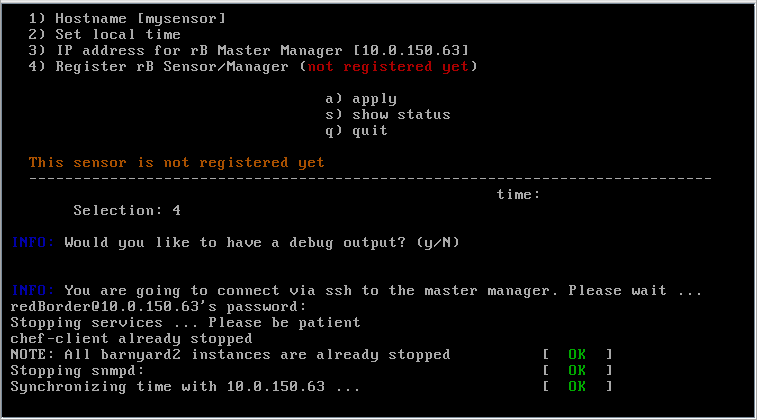 1) Hostname [mysensor]
2) Set local time
3) IP address for rB Master Manager [10.0.150.63]
4) Register rB Sensor/Manager (not registered yet)
a) apply
s) show status
q) quit
This sensor is not registered yet
----------------------------------------------------------------------------
time:
Selection: 4
INFO: Would you like to have a debug output? (y/N)
INFO: You are going to connect via ssh to the master manager. Please wait ...
redBorder@10.0.150.63's password:
Stopping services ... Please be patient
chef-client already stopped
NOTE: All barnyard2 instances are already stopped [ OK ]
Stopping snmpd: [ OK ]
Synchronizing time with 10.0.150.63 ... [ OK ]